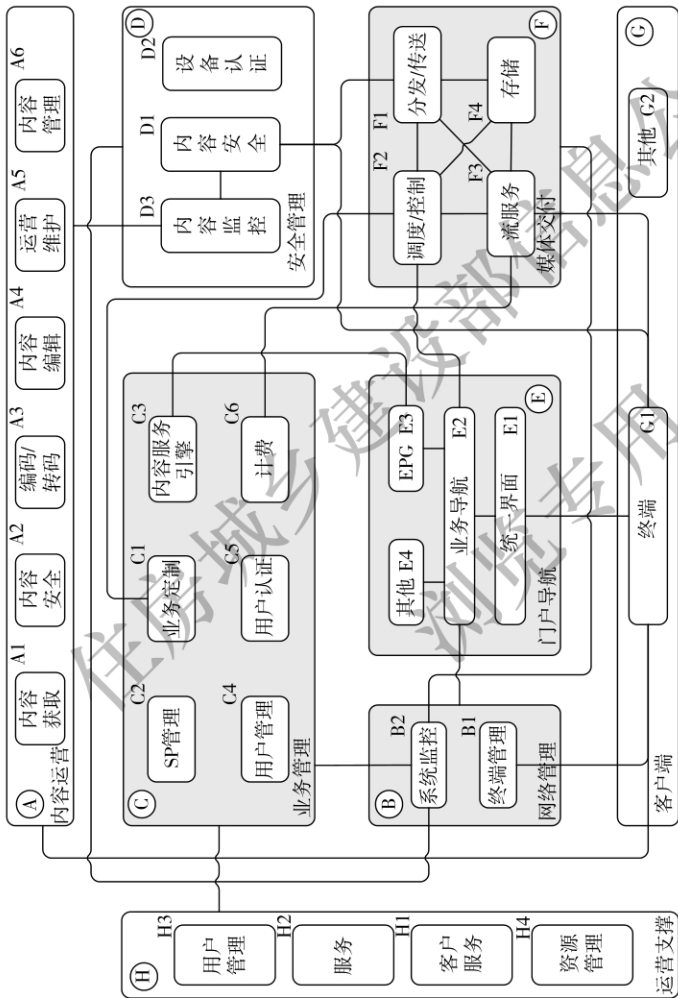 A
内容运营
A1
内容
获取
A2
内容
安全
A3
编码/
转码
A4
内容
编辑
A5
运营
维护
A6
内容
管理
C
业务管理
C2
SP管理
C1
业务定制
C3
内容服务
引擎
C4
用户管理
C5
用户认证
C6
计费
D
安全管理
D3
内容
监控
D1
内容
安全
D2
设备
认证
B
网络管理
B2
系统监控
B1
终端管理
E
门户导航
其他 E4
EPG E3
业务导航 E2
统一界面 E1
F
媒体交付
F2
调度/控制
F1
分发/传送
F3
流服务
F4
存储
G
客户端
终端 G1
其他 G2
H
运营支撑
H3
用户
管理
H2
服务
H1
客户
服务
H4
资源
管理
住房城乡建设部信息公
浏览专用